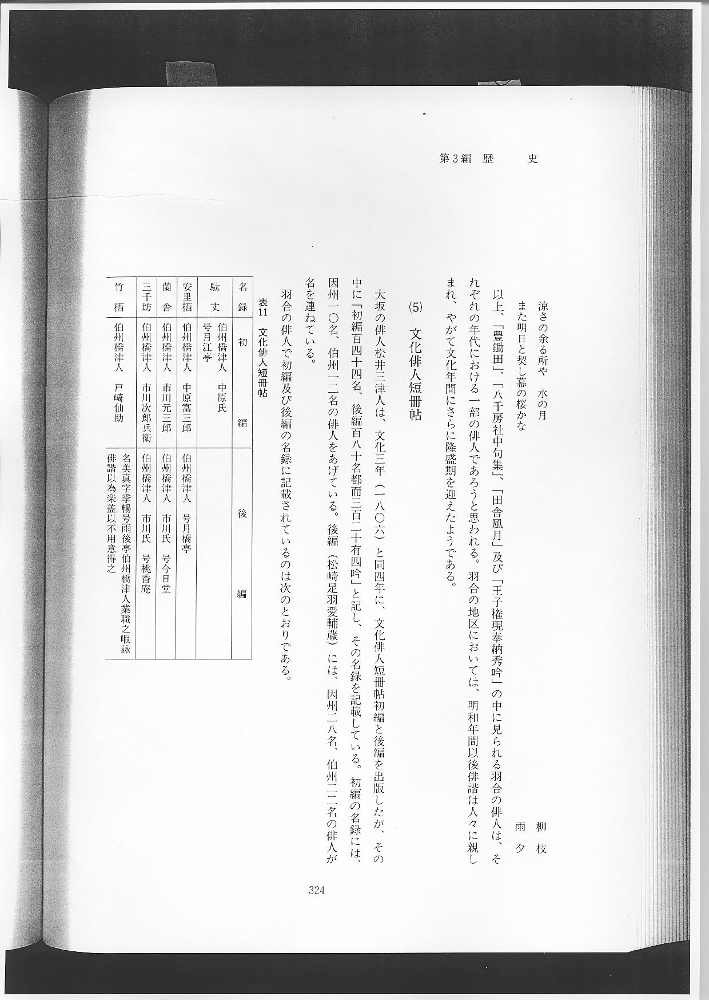 第3編 歴 史
涼さの余る所や 水の月 柳枝
また明日と契し幕の桜かな 雨夕
以上、「豊鋤田」、「八千房社中句集」、「田舎風月」及び「王子権現奉納秀吟」の中に見られる羽合の俳人は、そ
れぞれの年代における一部の俳人であろうと思われる。羽合の地区においては、明和年間以後俳諧は人々に親し
まれ、やがて文化年間にさらに隆盛期を迎えたようである。
(5) 文化俳人短冊帖
大坂の俳人松井三津人は、文化三年(一八〇六)と同四年に、文化俳人短冊帖初編と後編を出版したが、その
中に「初編百四十四名、後編百八十名都而三百二十有四吟」と記し、その名録を記載している。初編の名録には、
因州一〇名、伯州一二名の俳人をあげている。後編(松崎足羽愛輔蔵)には、因州二八名、伯州二二名の俳人が
名を連ねている。
羽合の俳人で初編及び後編の名録に記載されているのは次のとおりである。
表11 文化俳人短冊帖
名録 初編 後編
駄丈 伯州橋津人 中原氏
号月江亭
安里栖 伯州橋津人 中原富三郎 伯州橋津人 号月橋亭
蘭舎 伯州橋津人 市川元三郎 伯州橋津人 市川氏 号今日堂
三千坊 伯州橋津人 市川次郎兵衛 伯州橋津人 市川氏 号桃香庵
竹栖 伯州橋津人 戸崎仙助 名美真字季暢号雨後亭伯州橋津人業職之暇詠
俳諧以為楽盖以不用意得之
324